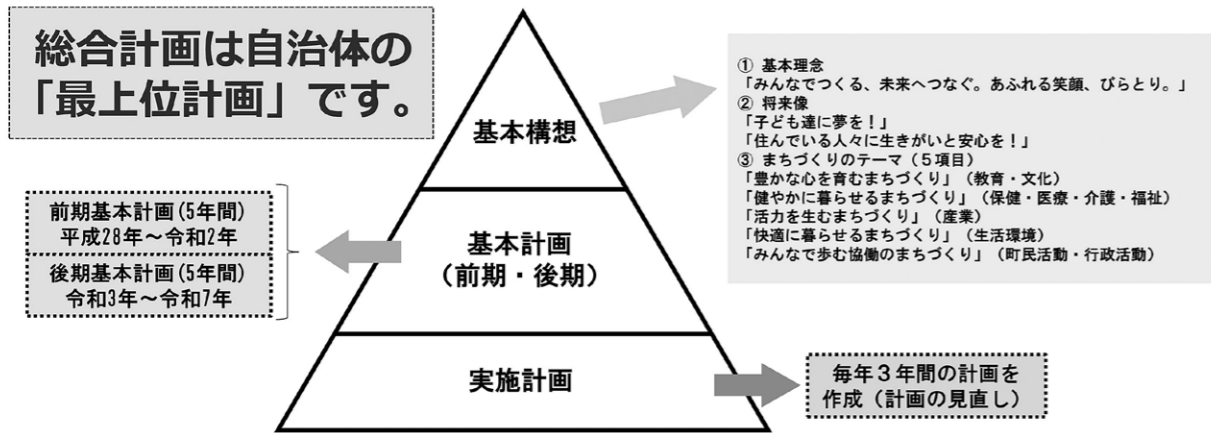 総合計画は自治体の
「最上位計画」です。
基本構想
① 基本理念
「みんなでつくる、未来へつなぐ。あふれる笑顔、びらとり。」
② 将来像
「子ども達に夢を！」
「住んでいる人々に生きがいと安心を！」
③ まちづくりのテーマ（５項目）
「豊かな心を育むまちづくり」（教育・文化）
「健やかに暮らせるまちづくり」（保健・医療・介護・福祉）
「活力を生むまちづくり」（産業）
「快適に暮らせるまちづくり」（生活環境）
「みんなで歩む協働のまちづくり」（町民活動・行政活動）
前期基本計画(5年間)
平成28年～令和2年
後期基本計画(5年間)
令和3年～令和7年
基本計画
（前期・後期）
実施計画
毎年３年間の計画を
作成（計画の見直し）